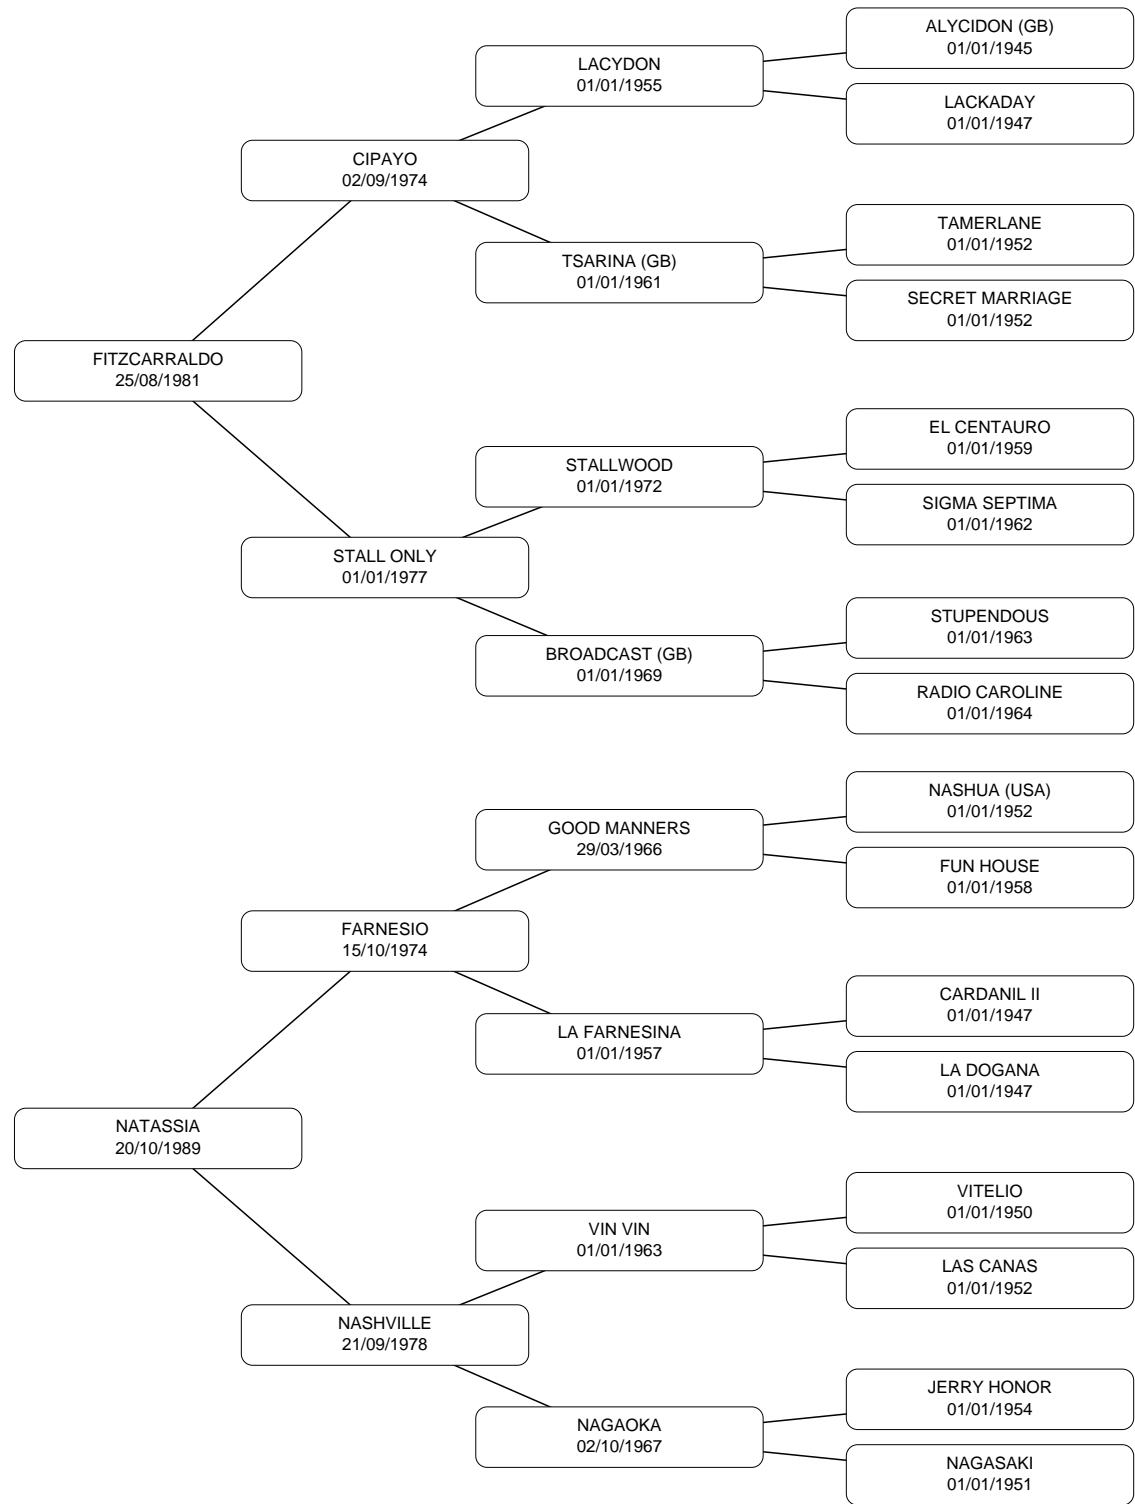 ALYCIDON (GB)
01/01/1945
LACYDON
01/01/1955
LACKADAY
01/01/1947
CIPAYO
02/09/1974
TAMERLANE
01/01/1952
TSARINA (GB)
01/01/1961
SECRET MARRIAGE
01/01/1952
FITZCARRALDO
25/08/1981
EL CENTAURO
01/01/1959
STALLWOOD
01/01/1972
SIGMA SEPTIMA
01/01/1962
STALL ONLY
01/01/1977
STUPENDOUS
01/01/1963
BROADCAST (GB)
01/01/1969
RADIO CAROLINE
01/01/1964
NASHUA (USA)
01/01/1952
GOOD MANNERS
29/03/1966
FUN HOUSE
01/01/1958
FARNESIO
15/10/1974
CARDANIL II
01/01/1947
LA FARNESINA
01/01/1957
LA DOGANA
01/01/1947
NATASSIA
20/10/1989
VITELIO
01/01/1950
VIN VIN
01/01/1963
LAS CANAS
01/01/1952
NASHVILLE
21/09/1978
JERRY HONOR
01/01/1954
NAGAOKA
02/10/1967
NAGASAKI
01/01/1951